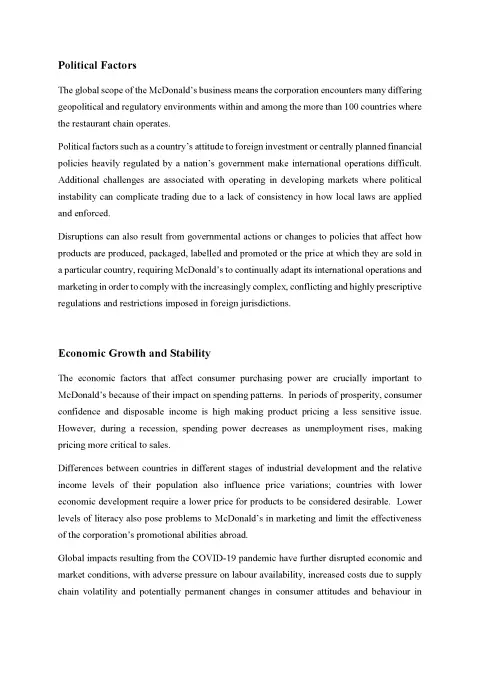 Political Factors
The global scope of the McDonald's business means the corporation encounters many differing
geopolitical and regulatory environments within and among the more than 100 countries where
the restaurant chain operates.
Political factors such as a country's attitude to foreign investment or centrally planned financial
policies heavily regulated by a nation's government make international operations difficult.
Additional challenges are associated with operating in developing markets where political
instability can complicate trading due to a lack of consistency in how local laws are applied
and enforced.
Disruptions can also result from governmental actions or changes to policies that affect how
products are produced, packaged, labelled and promoted or the price at which they are sold in
a particular country, requiring McDonald's to continually adapt its international operations and
marketing in order to comply with the increasingly complex, conflicting and highly prescriptive
regulations and restrictions imposed in foreign jurisdictions.
Economic Growth and Stability
The economic factors that affect consumer purchasing power are crucially important to
McDonald's because of their impact on spending patterns.  In periods of prosperity, consumer
confidence and disposable income is high making product pricing a less sensitive issue.
However, during a recession, spending power decreases as unemployment rises, making
pricing more critical to sales.
Differences between countries in different stages of industrial development and the relative
income levels of their population also influence price variations; countries with lower
economic development require a lower price for products to be considered desirable.  Lower
levels of literacy also pose problems to McDonald's in marketing and limit the effectiveness
of the corporation's promotional abilities abroad.
Global impacts resulting from the COVID-19 pandemic have further disrupted economic and
market conditions, with adverse pressure on labour availability, increased costs due to supply
chain volatility and potentially permanent changes in consumer attitudes and behaviour in